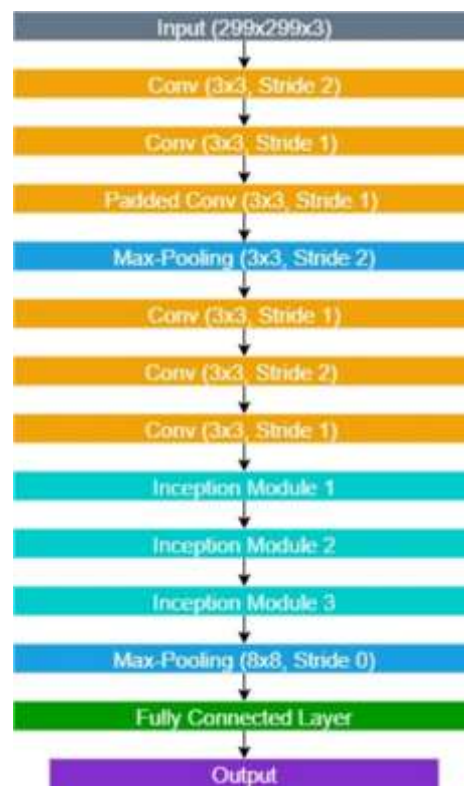 Input (299x299x3)
Conv (3x3, Stride 2)
Conv (3x3, Stride 1)
Padded Conv (3x3, Stride 1)
Max-Pooling (3x3, Stride 2)
Conv (3x3, Stride 1)
Conv (3x3, Stride 2)
Conv (3x3, Stride 1)
Inception Module 1
Inception Module 2
Inception Module 3
Max-Pooling (8x8, Stride 0)
Fully Connected Layer
Output